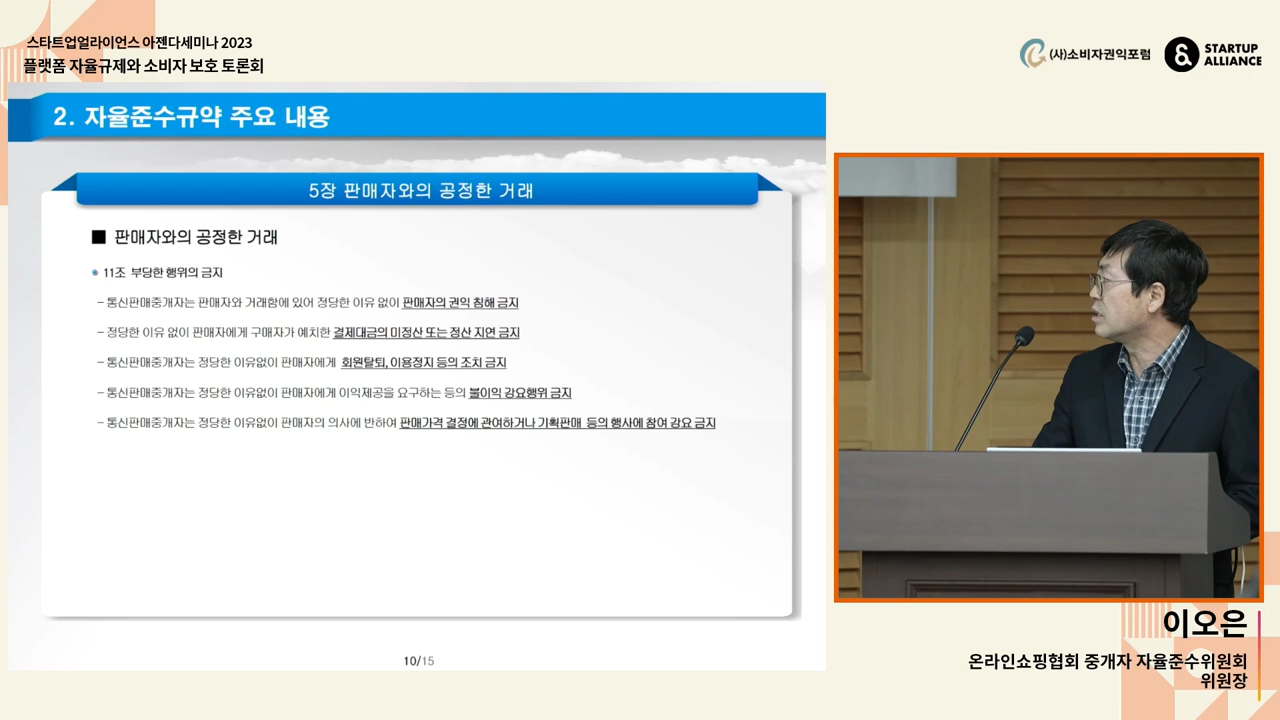 스타트업얼라이언스 아젠다세미나 2023
플랫폼 자율규제와 소비자 보호 토론회
(사)소비자권익포럼
STARTUP
ALLIANCE
2. 자율준수규약 주요 내용
5장 판매자와의 공정한 거래
■ 판매자와의 공정한 거래
11조 부당한 행위의 금지
– 통신판매중개자는 판매자와 거래함에 있어 정당한 이유 없이 판매자의 권익 침해 금지
– 정당한 이유 없이 판매자에게 구매자가 예치한 결제대금의 미정산 또는 정산 지연 금지
– 통신판매중개자는 정당한 이유없이 판매자에게 회원탈퇴, 이용정지 등의 조치 금지
– 통신판매중개자는 정당한 이유없이 판매자에게 이익제공을 요구하는 등의 불이익 강요행위 금지
– 통신판매중개자는 정당한 이유없이 판매자의 의사에 반하여 판매가격 결정에 관여하거나 기획판매 등의 행사에 참여 강요 금지
10/15
이오은
온라인쇼핑협회 중개자 자율준수위원회
위원장